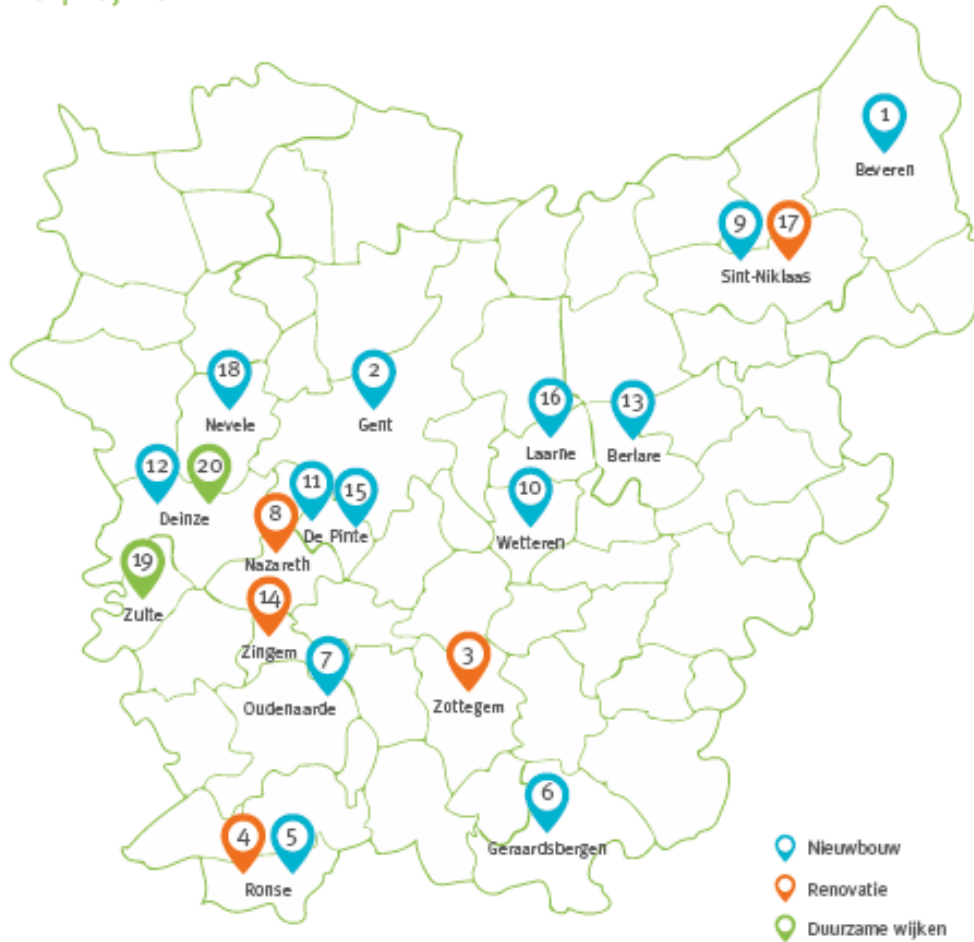 1
Beveren
9
17
Sint-Niklaas
18
Nevele
2
Gent
16
Laarne
13
Berlare
12
20
Deinze
11
15
De Pinte
10
Wetteren
8
Nazareth
19
Zulte
14
Zingem
7
Oudenaarde
3
Zottegem
6
Geraardsbergen
4
5
Ronse
Nieuwbouw
Renovatie
Duurzame wijken